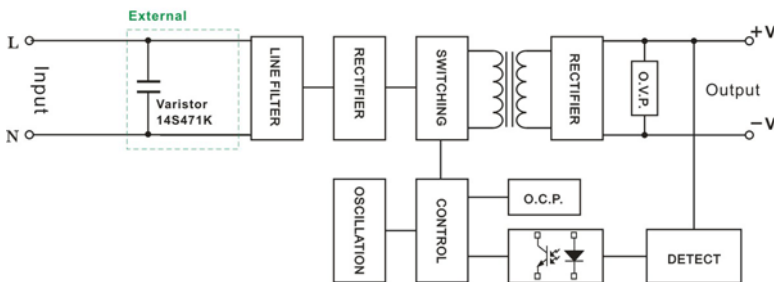 External
L
Input
N
Varistor
14S471K
LINE FILTER
RECTIFIER
SWITCHING
RECTIFIER
O.V.P.
+V
Output
-V
OSCILLATION
CONTROL
O.C.P.
DETECT